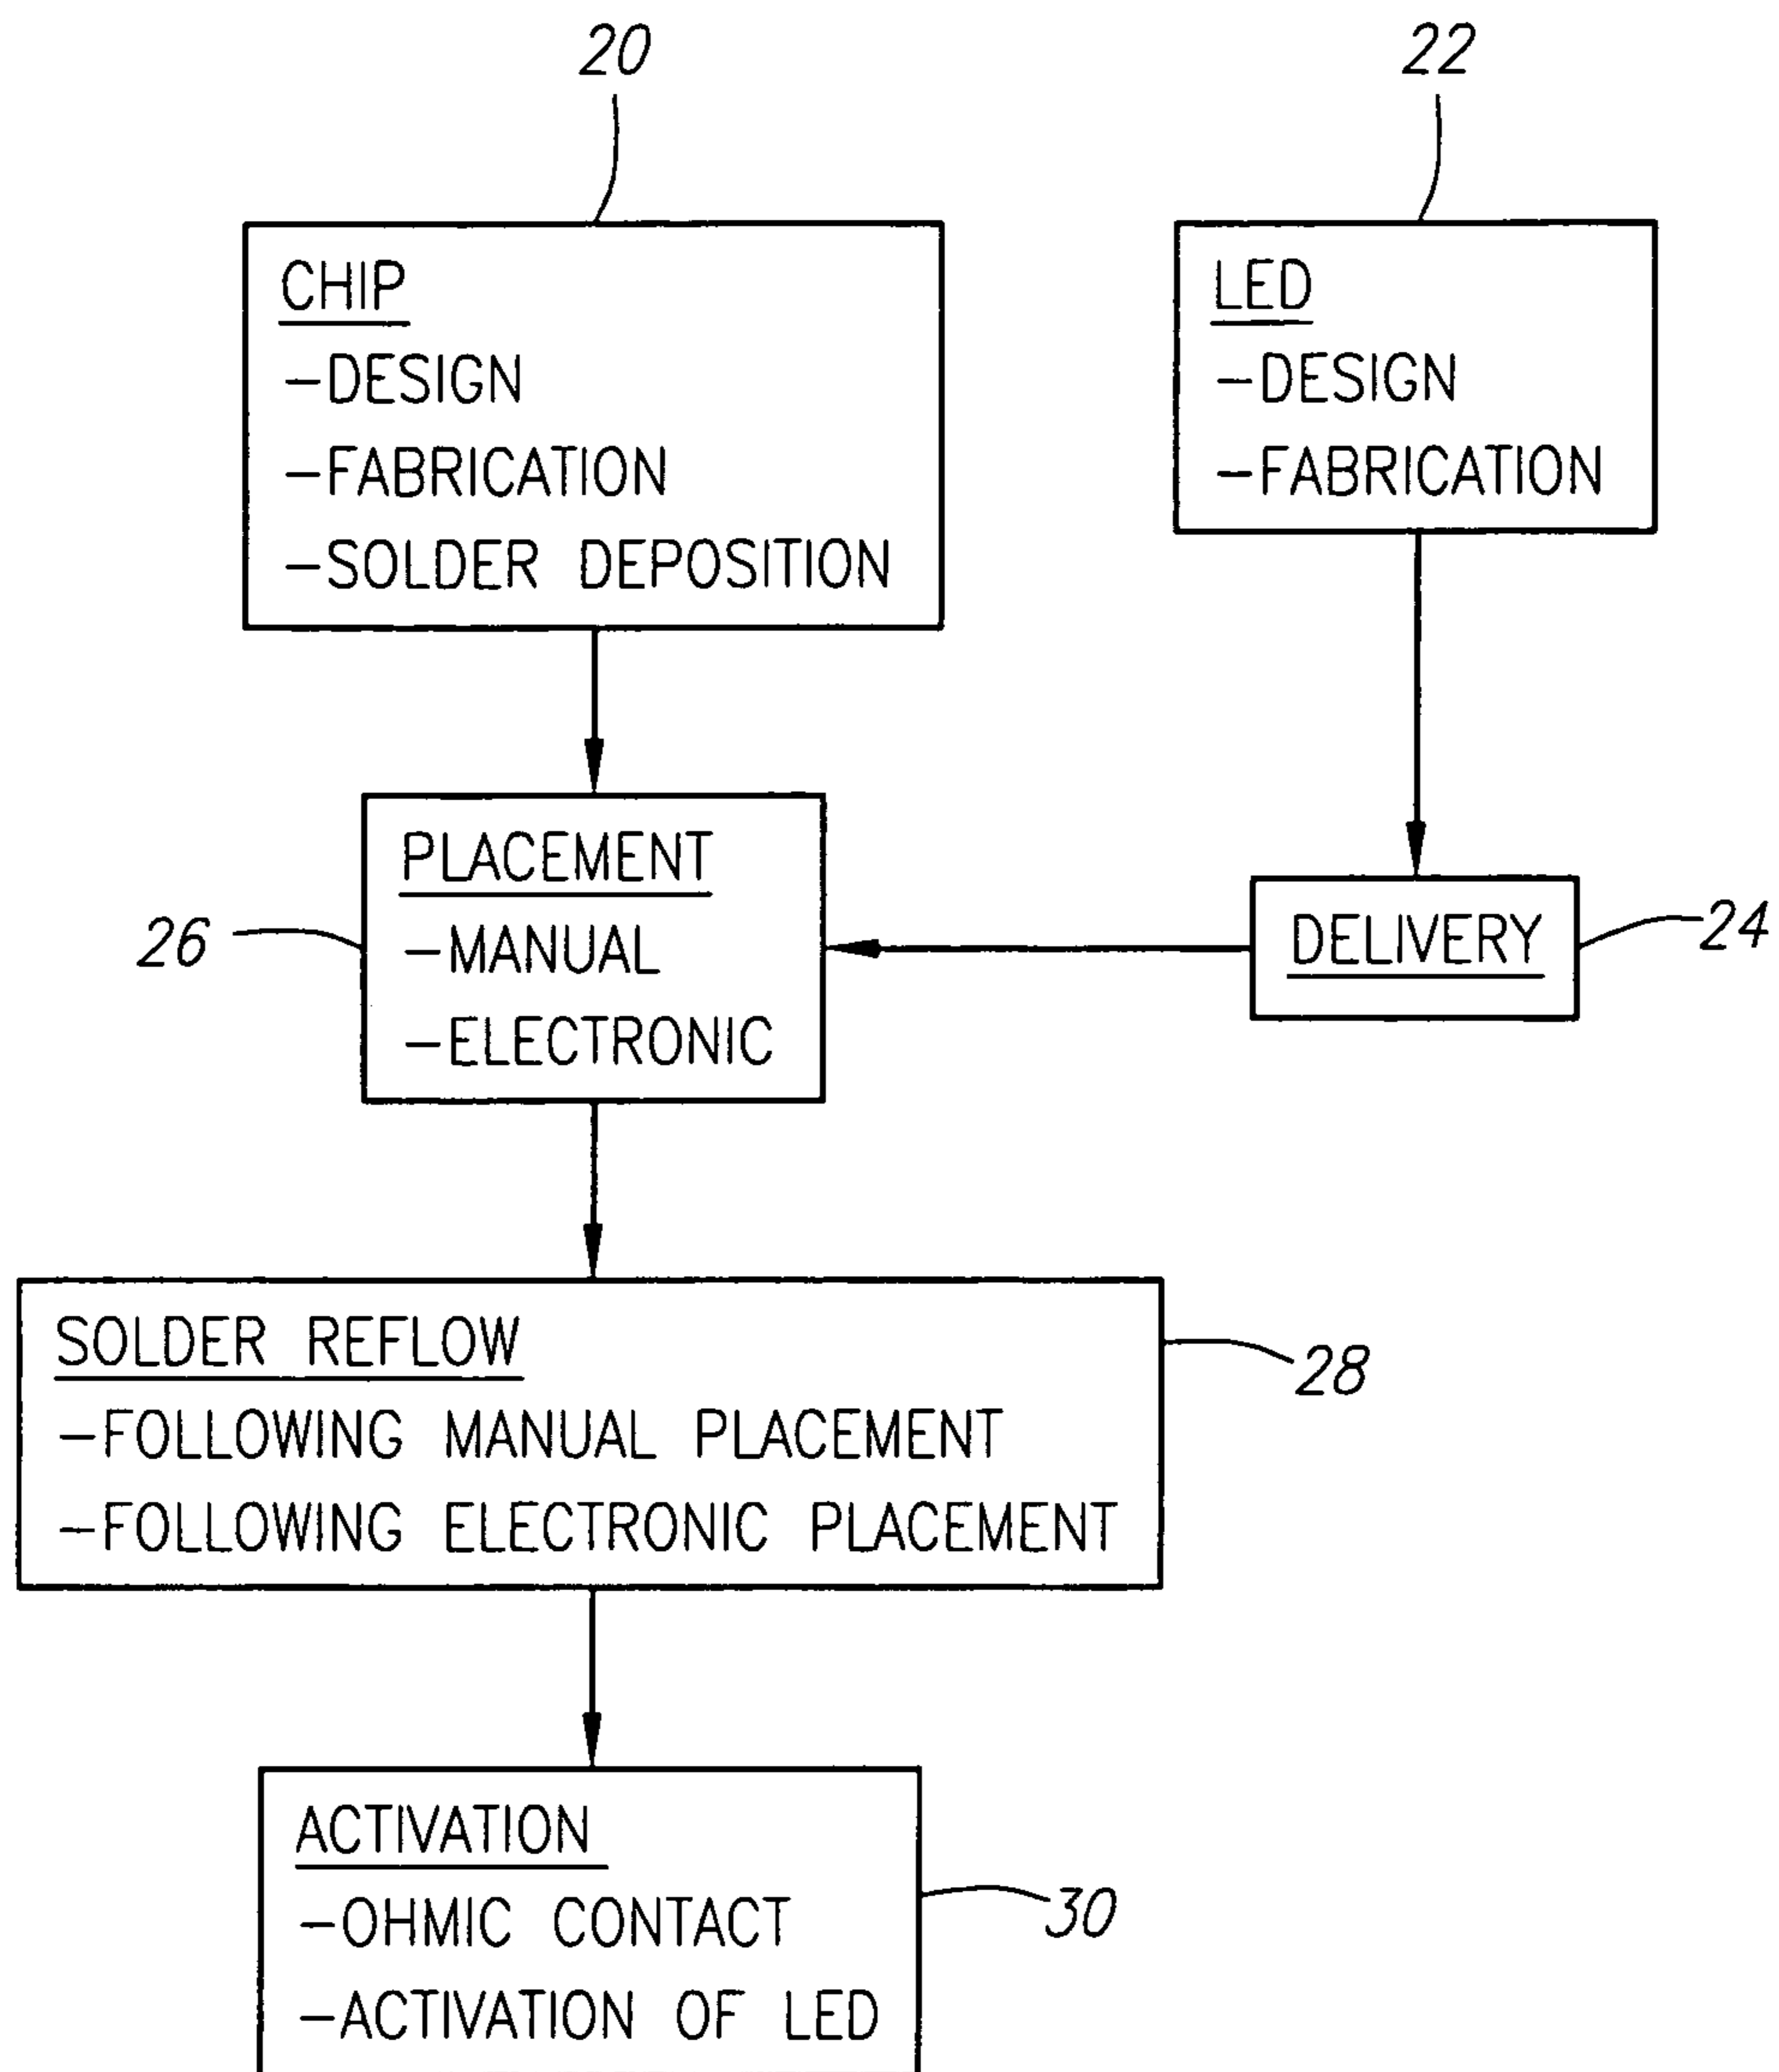 20
CHIP
-DESIGN
-FABRICATION
-SOLDER DEPOSITION
22
LED
-DESIGN
-FABRICATION
26
PLACEMENT
-MANUAL
-ELECTRONIC
DELIVERY
24
SOLDER REFLOW
-FOLLOWING MANUAL PLACEMENT
-FOLLOWING ELECTRONIC PLACEMENT
28
ACTIVATION
-OHMIC CONTACT
-ACTIVATION OF LED
30